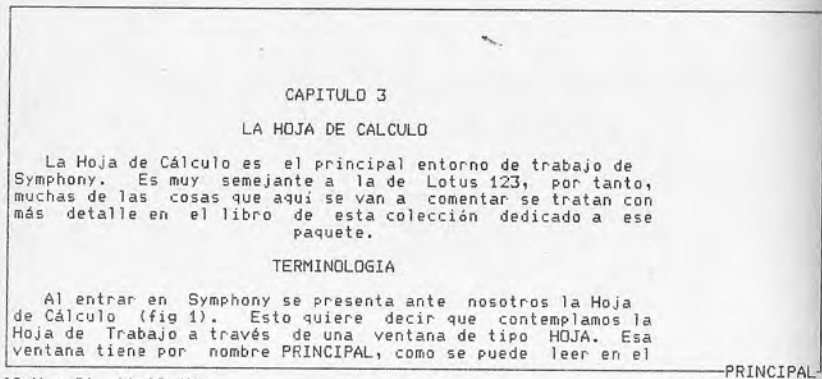 CAPITULO 3
LA HOJA DE CALCULO
La Hoja de Cálculo es el principal entorno de trabajo de
Symphony. Es muy semejante a la de Lotus 123, por tanto,
muchas de las cosas que aquí se van a comentar se tratan con
más detalle en el libro de esta colección dedicado a ese
paquete.
TERMINOLOGIA
Al entrar en Symphony se presenta ante nosotros la Hoja
de Cálculo (fig 1). Esto quiere decir que contemplamos la
Hoja de Trabajo a través de una ventana de tipo HOJA. Esa
ventana tiene por nombre PRINCIPAL, como se puede leer en el
PRINCIPAL